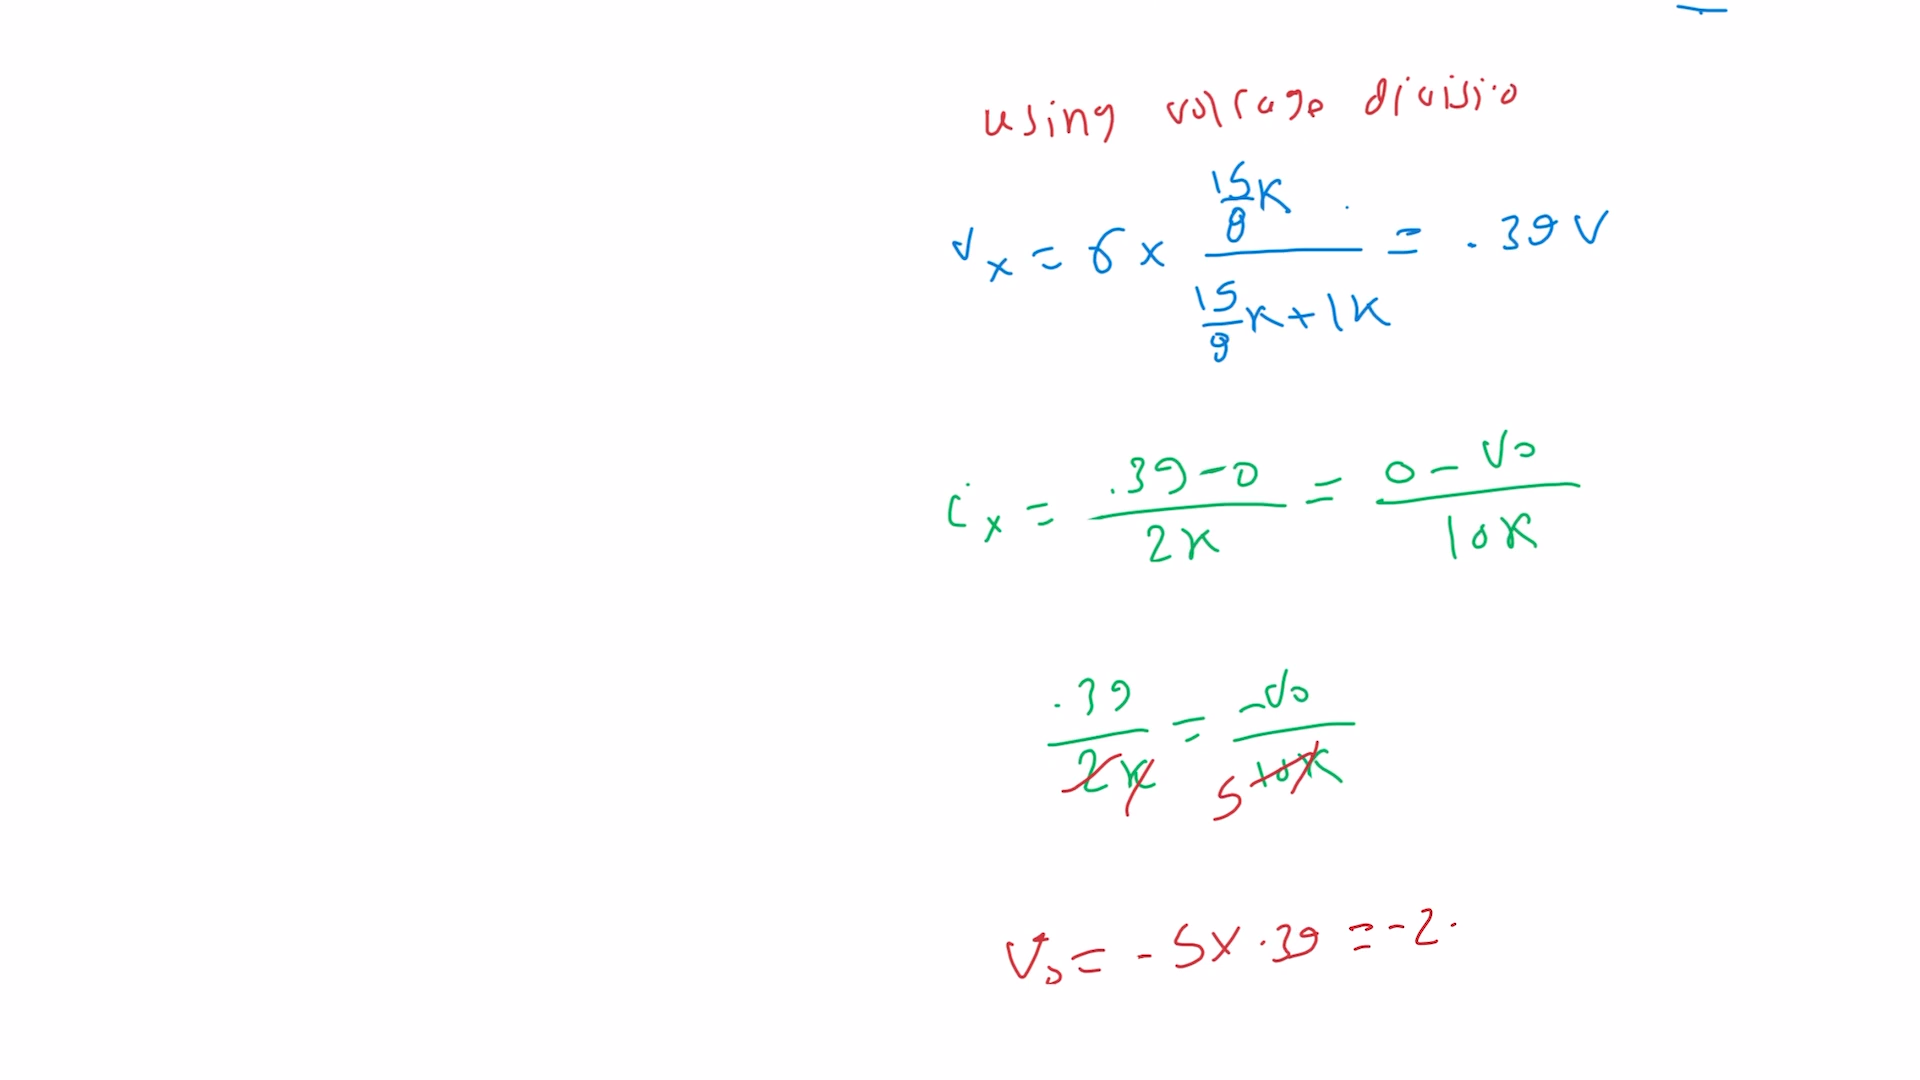 using voltage divisio
Vx = 6 x (15/8 K) / (15/8 K + 1K) = .39 V
ix = (.39 - 0) / 2K = (0 - Vo) / 10K
.39 / 2K = -Vo / 10K 5
Vo = - 5 x .39 = -2.